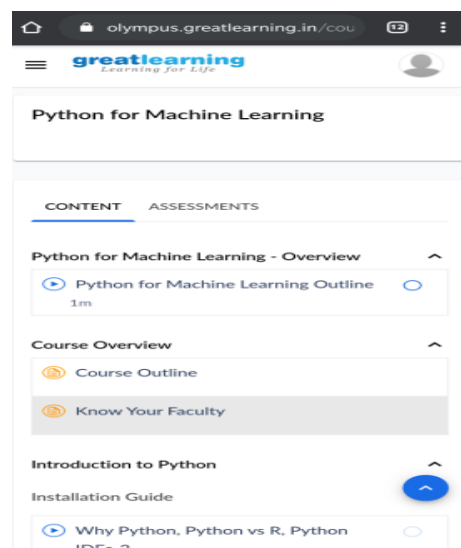 olympus.greatlearning.in/cou 12
greatlearning
Learning for Life
Python for Machine Learning
CONTENT ASSESSMENTS
Python for Machine Learning - Overview
Python for Machine Learning Outline
1m
Course Overview
Course Outline
Know Your Faculty
Introduction to Python
Installation Guide
Why Python, Python vs R, Python